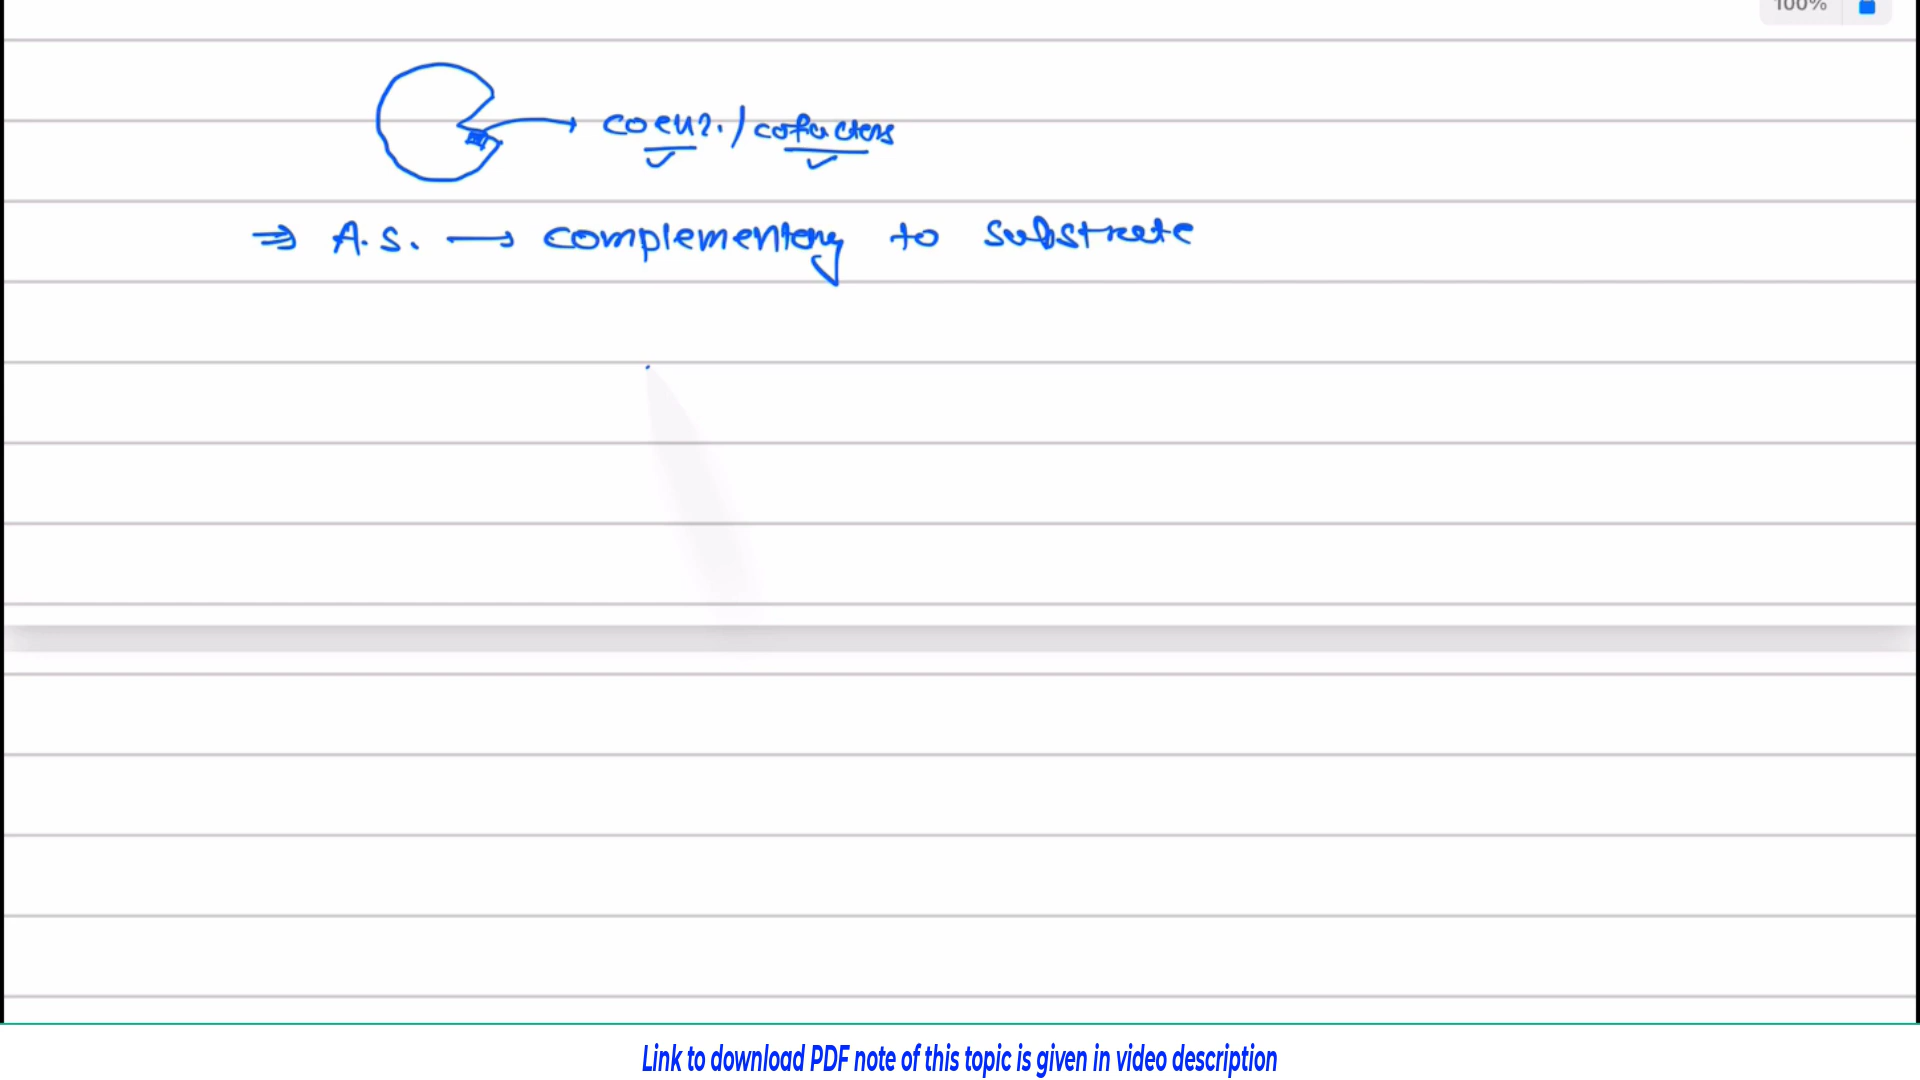 100%
coenz. / cofactors
⇒ A.S. → complementary to substrate
Link to download PDF note of this topic is given in video description